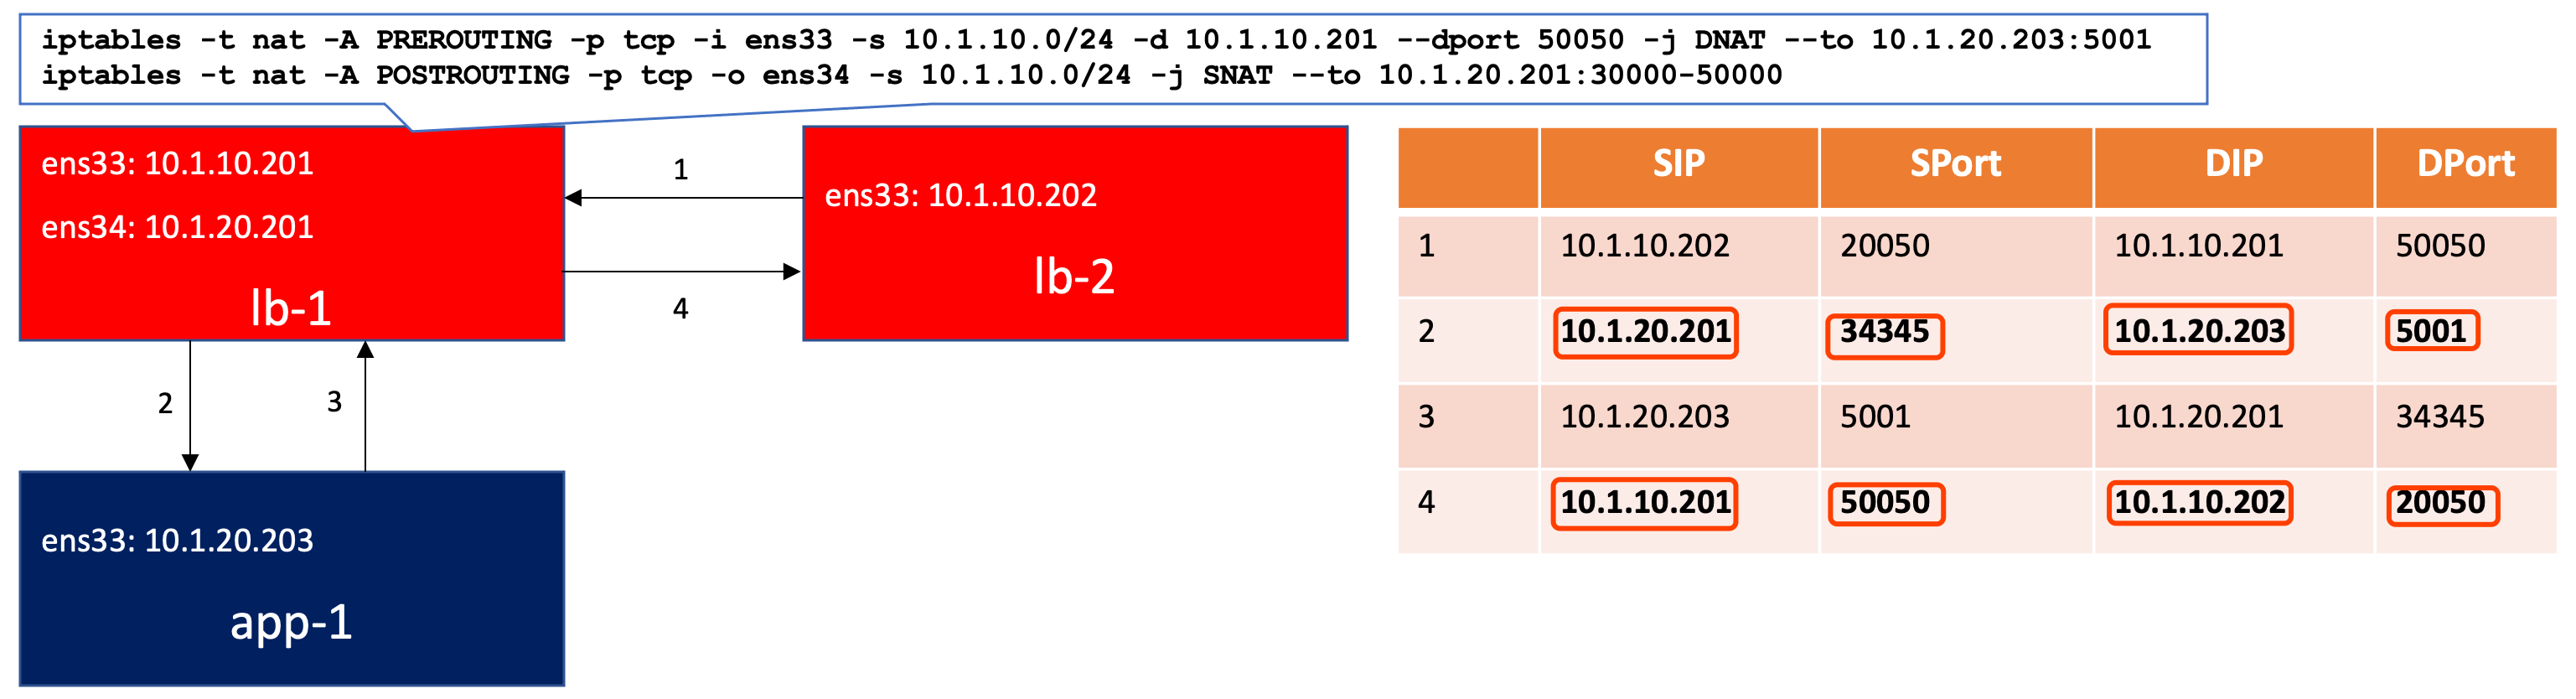 iptables -t nat -A PREROUTING -p tcp -i ens33 -s 10.1.10.0/24 -d 10.1.10.201 --dport 50050 -j DNAT --to 10.1.20.203:5001
iptables -t nat -A POSTROUTING -p tcp -o ens34 -s 10.1.10.0/24 -j SNAT --to 10.1.20.201:30000-50000
ens33: 10.1.10.201
ens34: 10.1.20.201
lb-1
1
4
ens33: 10.1.10.202
lb-2
2
3
ens33: 10.1.20.203
app-1
SIP SPort DIP DPort
1 10.1.10.202 20050 10.1.10.201 50050
2 10.1.20.201 34345 10.1.20.203 5001
3 10.1.20.203 5001 10.1.20.201 34345
4 10.1.10.201 50050 10.1.10.202 20050